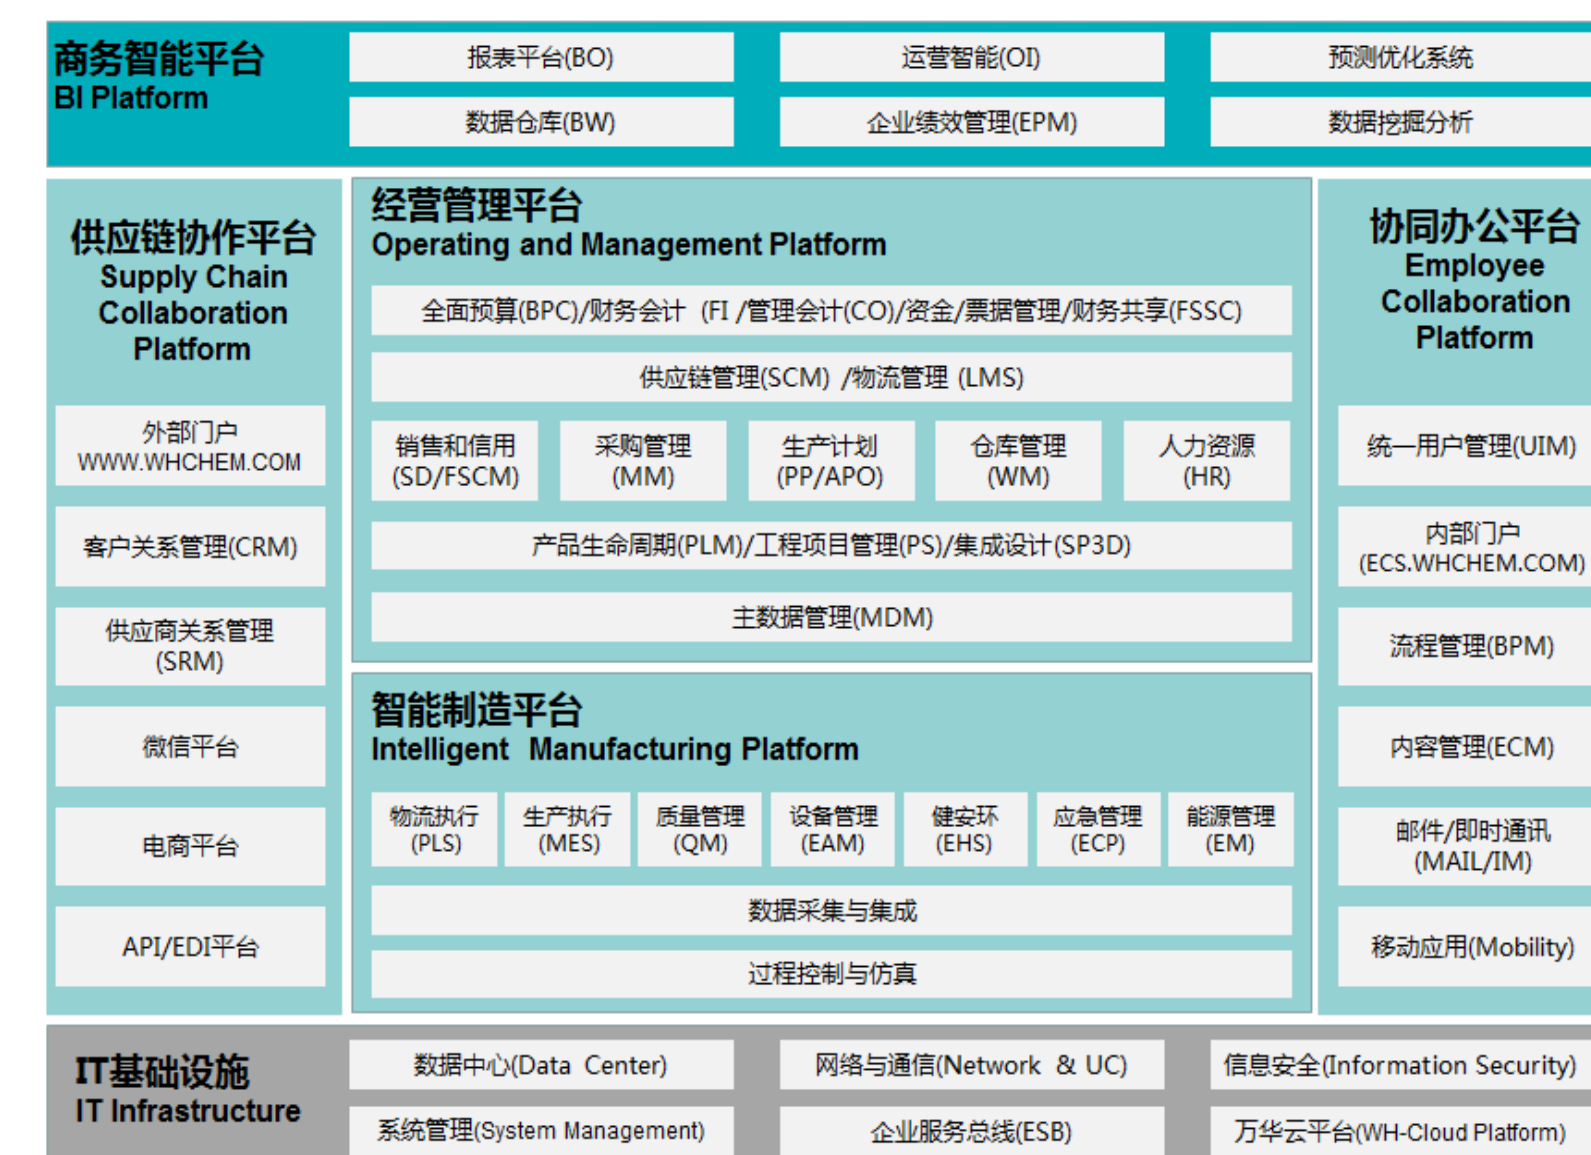 商务智能平台
BI Platform
报表平台(BO)
运营智能(OI)
预测优化系统
数据仓库(BW)
企业绩效管理(EPM)
数据挖掘分析
供应链协作平台
Supply Chain
Collaboration
Platform
外部门户
WWW.WHCHEM.COM
客户关系管理(CRM)
供应商关系管理
(SRM)
微信平台
电商平台
API/EDI平台
经营管理平台
Operating and Management Platform
全面预算(BPC)/财务会计 (FI /管理会计(CO)/资金/票据管理/财务共享(FSSC)
供应链管理(SCM) /物流管理 (LMS)
销售和信用
(SD/FSCM)
采购管理
(MM)
生产计划
(PP/APO)
仓库管理
(WM)
人力资源
(HR)
产品生命周期(PLM)/工程项目管理(PS)/集成设计(SP3D)
主数据管理(MDM)
智能制造平台
Intelligent Manufacturing Platform
物流执行
(PLS)
生产执行
(MES)
质量管理
(QM)
设备管理
(EAM)
健安环
(EHS)
应急管理
(ECP)
能源管理
(EM)
数据采集与集成
过程控制与仿真
协同办公平台
Employee
Collaboration
Platform
统一用户管理(UIM)
内部门户
(ECS.WHCHEM.COM)
流程管理(BPM)
内容管理(ECM)
邮件/即时通讯
(MAIL/IM)
移动应用(Mobility)
IT基础设施
IT Infrastructure
数据中心(Data Center)
网络与通信(Network & UC)
信息安全(Information Security)
系统管理(System Management)
企业服务总线(ESB)
万华云平台(WH-Cloud Platform)